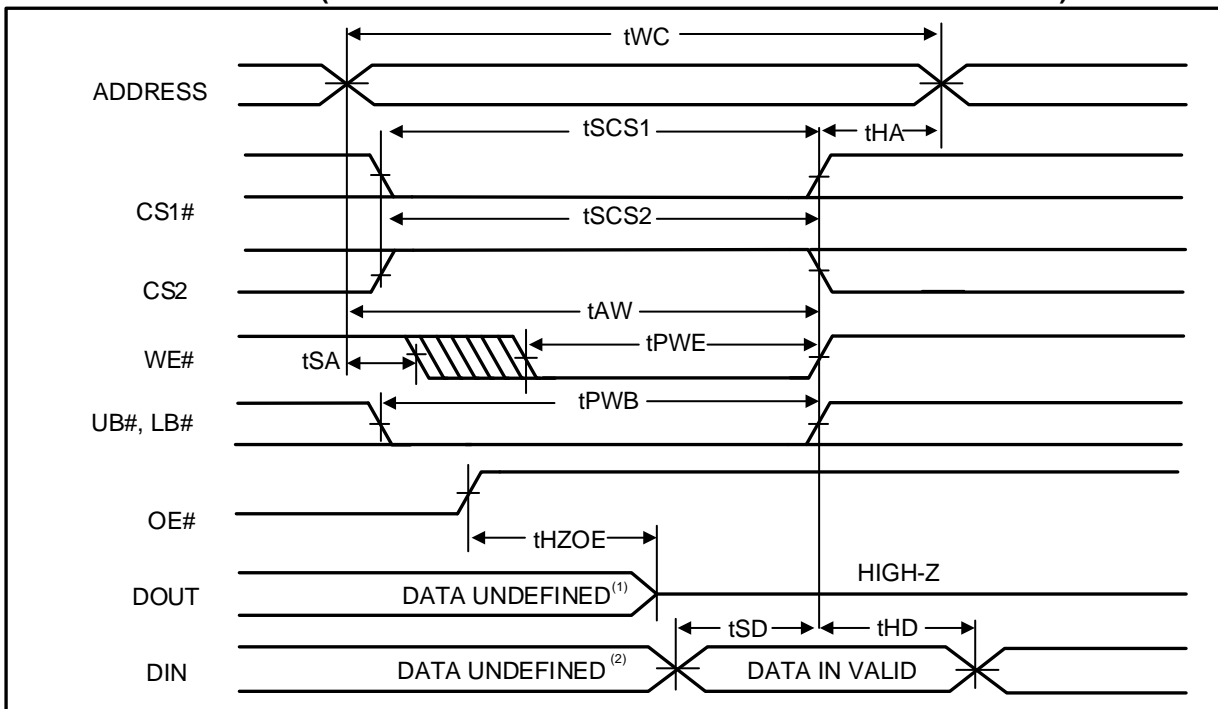 tWC
ADDRESS
tSCS1
tHA
CS1#
tSCS2
CS2
tAW
WE#
tSA
tPWE
UB#, LB#
tPWB
OE#
tHZOE
HIGH-Z
DOUT
DATA UNDEFINED(1)
tSD
tHD
DIN
DATA UNDEFINED (2)
DATA IN VALID